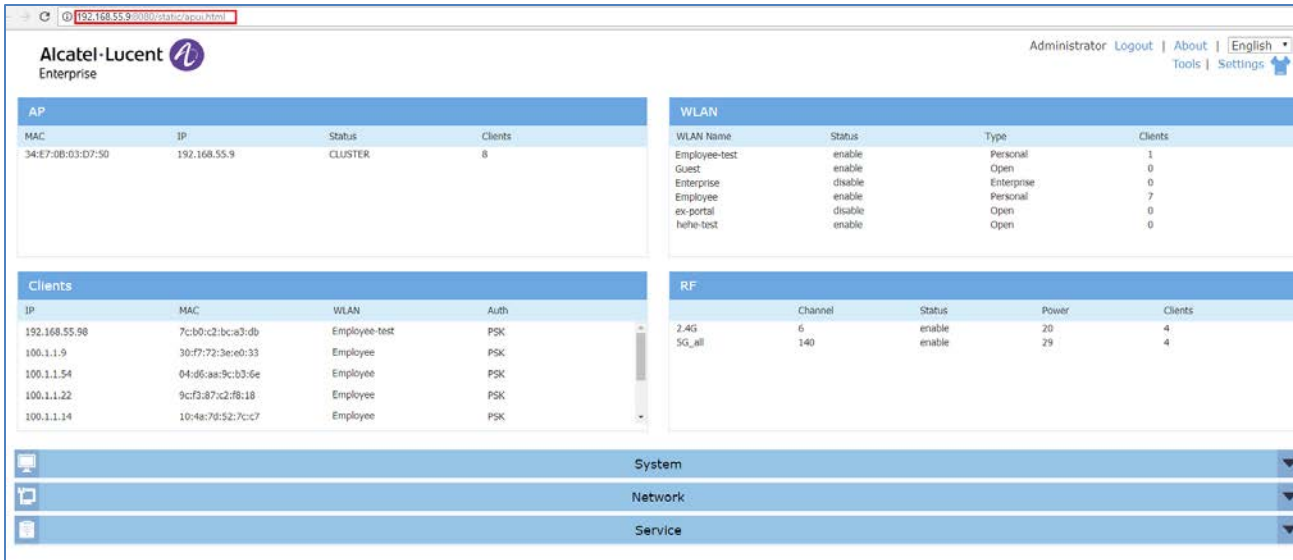 192.168.55.9:8080/static/apui.html
Alcatel·Lucent
Enterprise
Administrator Logout | About | English
Tools | Settings
AP
MAC IP Status Clients
34:E7:0B:03:D7:50 192.168.55.9 CLUSTER 8
WLAN
WLAN Name Status Type Clients
Employee-test enable Personal 1
Guest enable Open 0
Enterprise disable Enterprise 0
Employee enable Personal 7
ex-portal disable Open 0
hehe-test enable Open 0
Clients
IP MAC WLAN Auth
192.168.55.98 7c:b0:c2:bc:a3:db Employee-test PSK
100.1.1.9 30:f7:72:3e:e0:33 Employee PSK
100.1.1.54 04:d6:aa:9c:b3:6e Employee PSK
100.1.1.22 9c:f3:87:c2:f8:18 Employee PSK
100.1.1.14 10:4a:7d:52:7c:c7 Employee PSK
RF
Channel Status Power Clients
2.4G 6 enable 20 4
5G_all 140 enable 29 4
System
Network
Service